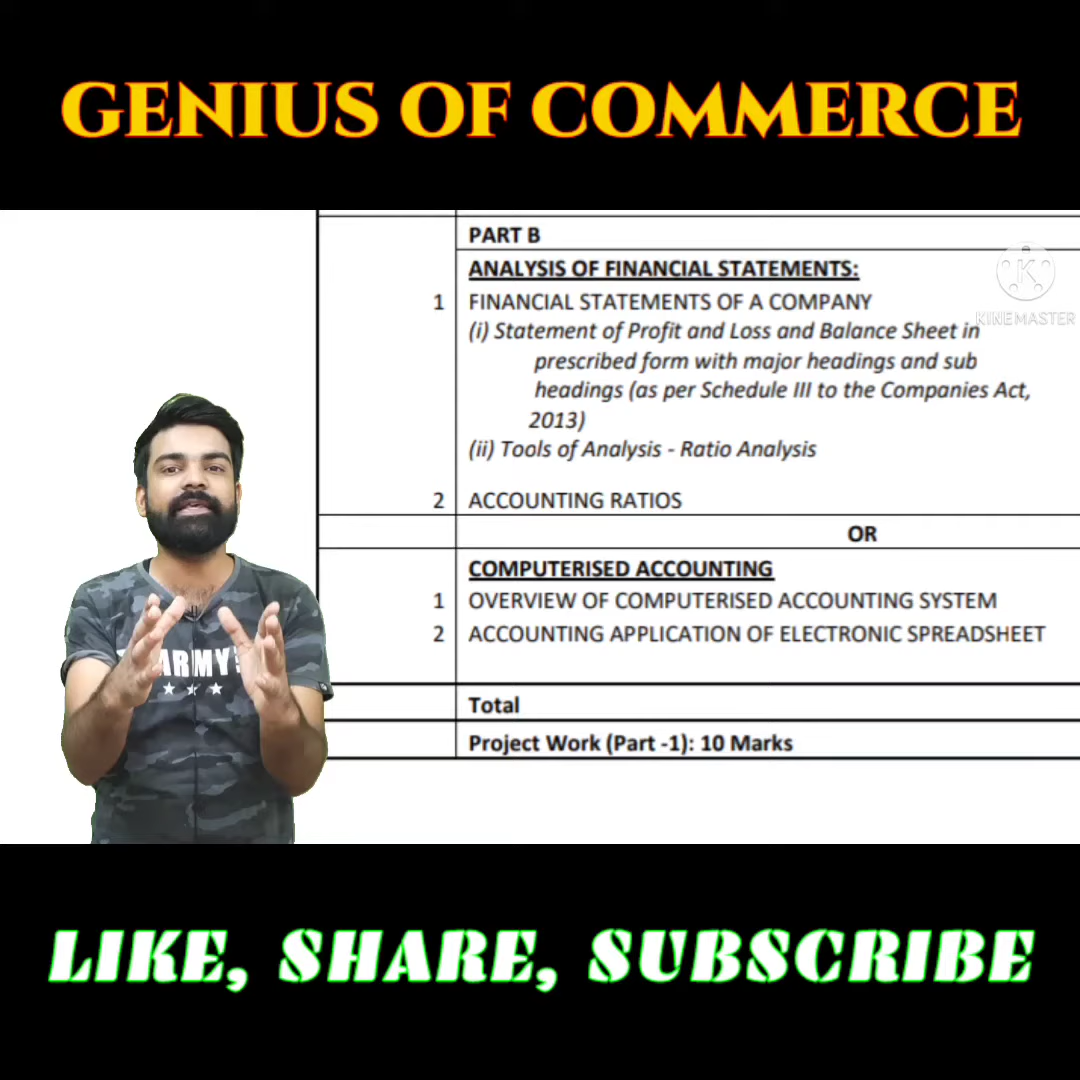 GENIUS OF COMMERCE
PART B
ANALYSIS OF FINANCIAL STATEMENTS:
1 FINANCIAL STATEMENTS OF A COMPANY
(i) Statement of Profit and Loss and Balance Sheet in
prescribed form with major headings and sub
headings (as per Schedule III to the Companies Act,
2013)
(ii) Tools of Analysis - Ratio Analysis
2 ACCOUNTING RATIOS
OR
COMPUTERISED ACCOUNTING
1 OVERVIEW OF COMPUTERISED ACCOUNTING SYSTEM
2 ACCOUNTING APPLICATION OF ELECTRONIC SPREADSHEET
Total
Project Work (Part -1): 10 Marks
K
KINEMASTER
ARMY
LIKE, SHARE, SUBSCRIBE